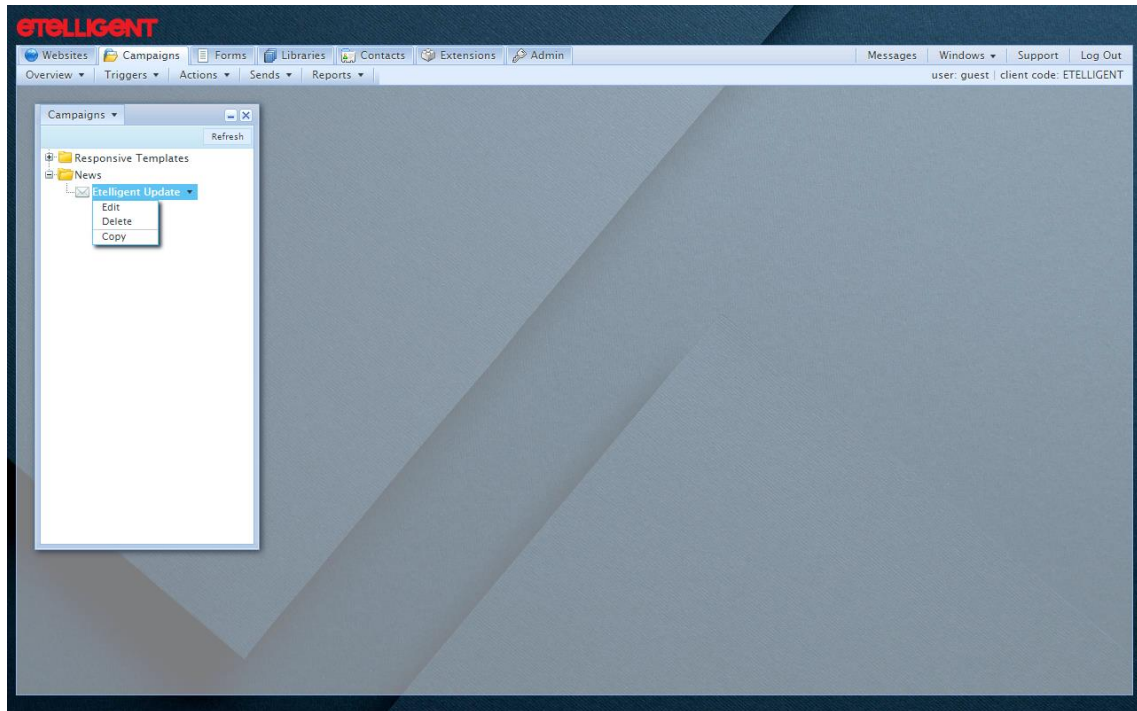 eTeLLIGeNT
Websites Campaigns Forms Libraries Contacts Extensions Admin Messages Windows Support Log Out
Overview Triggers Actions Sends Reports user: guest | client code: ETELLIGENT
Campaigns
Refresh
Responsive Templates
News
Etelligent Update
Edit
Delete
Copy